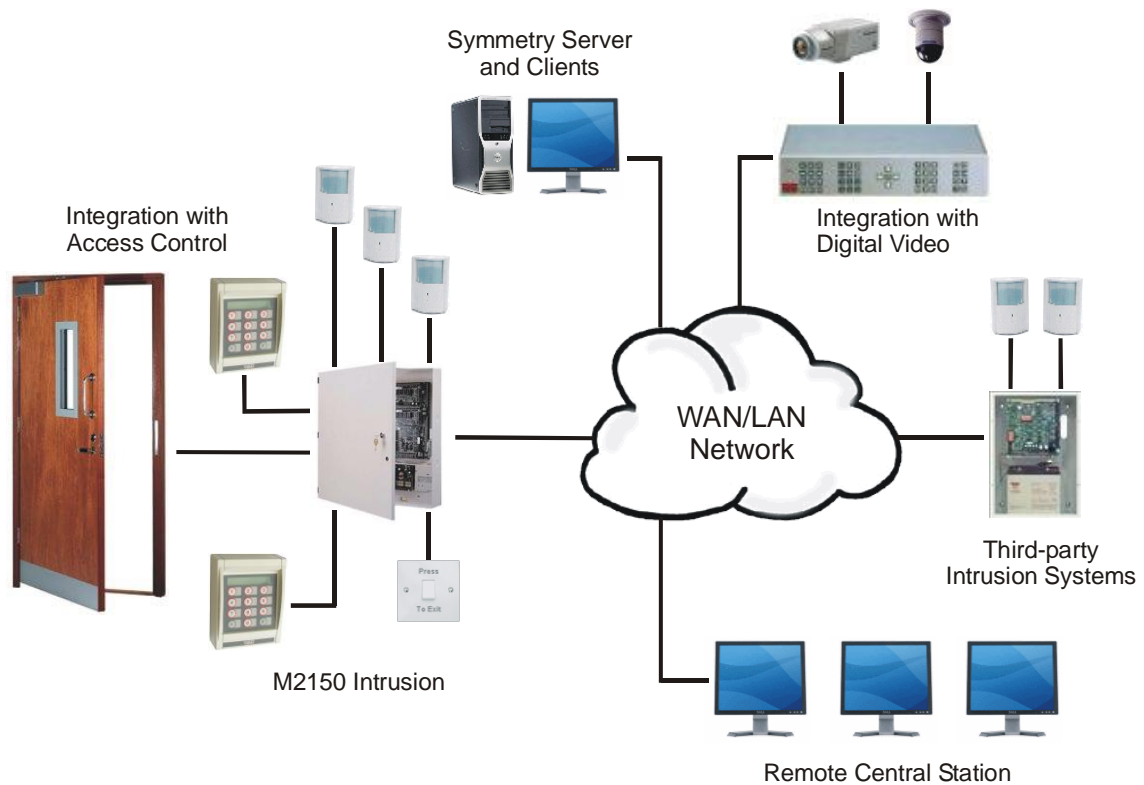 Symmetry Server
and Clients
Integration with
Access Control
Integration with
Digital Video
WAN/LAN
Network
Press
To Exit
Third-party
Intrusion Systems
M2150 Intrusion
Remote Central Station